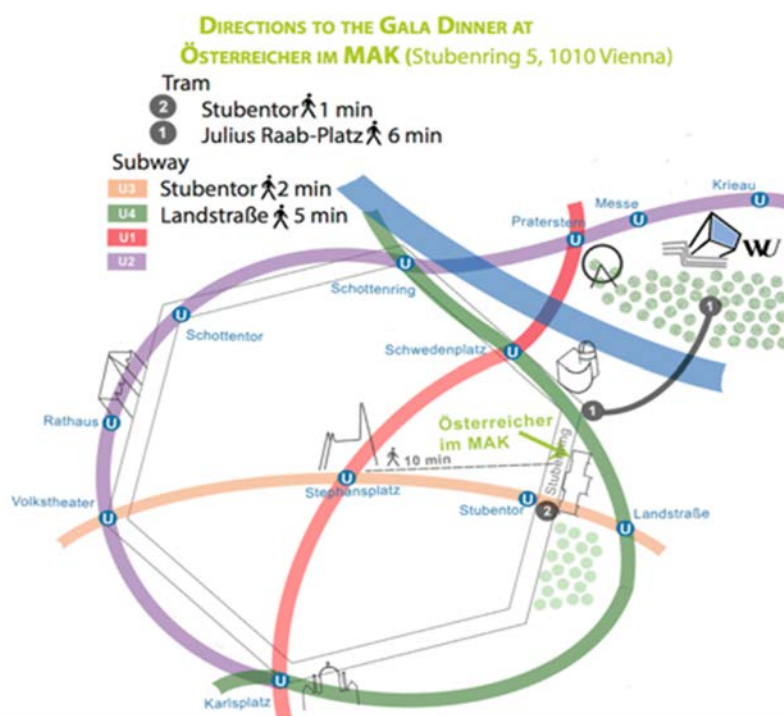 DIRECTIONS TO THE GALA DINNER AT
ÖSTERREICHER IM MAK (Stubenring 5, 1010 Vienna)
Tram
2 Stubentor 1 min
1 Julius Raab-Platz 6 min
Subway
U3 Stubentor 2 min
U4 Landstraße 5 min
U1
U2
Krieau
U
Messe
U
Praterstern
U
WU
1
U
Schottenring
U
Schottentor
Schwedenplatz U
1
Rathaus U
Österreicher
im MAK
Stubenring
10 min
U
Stephansplatz
U
Stubentor
2
Volkstheater U
U Landstraße
U
Karlsplatz